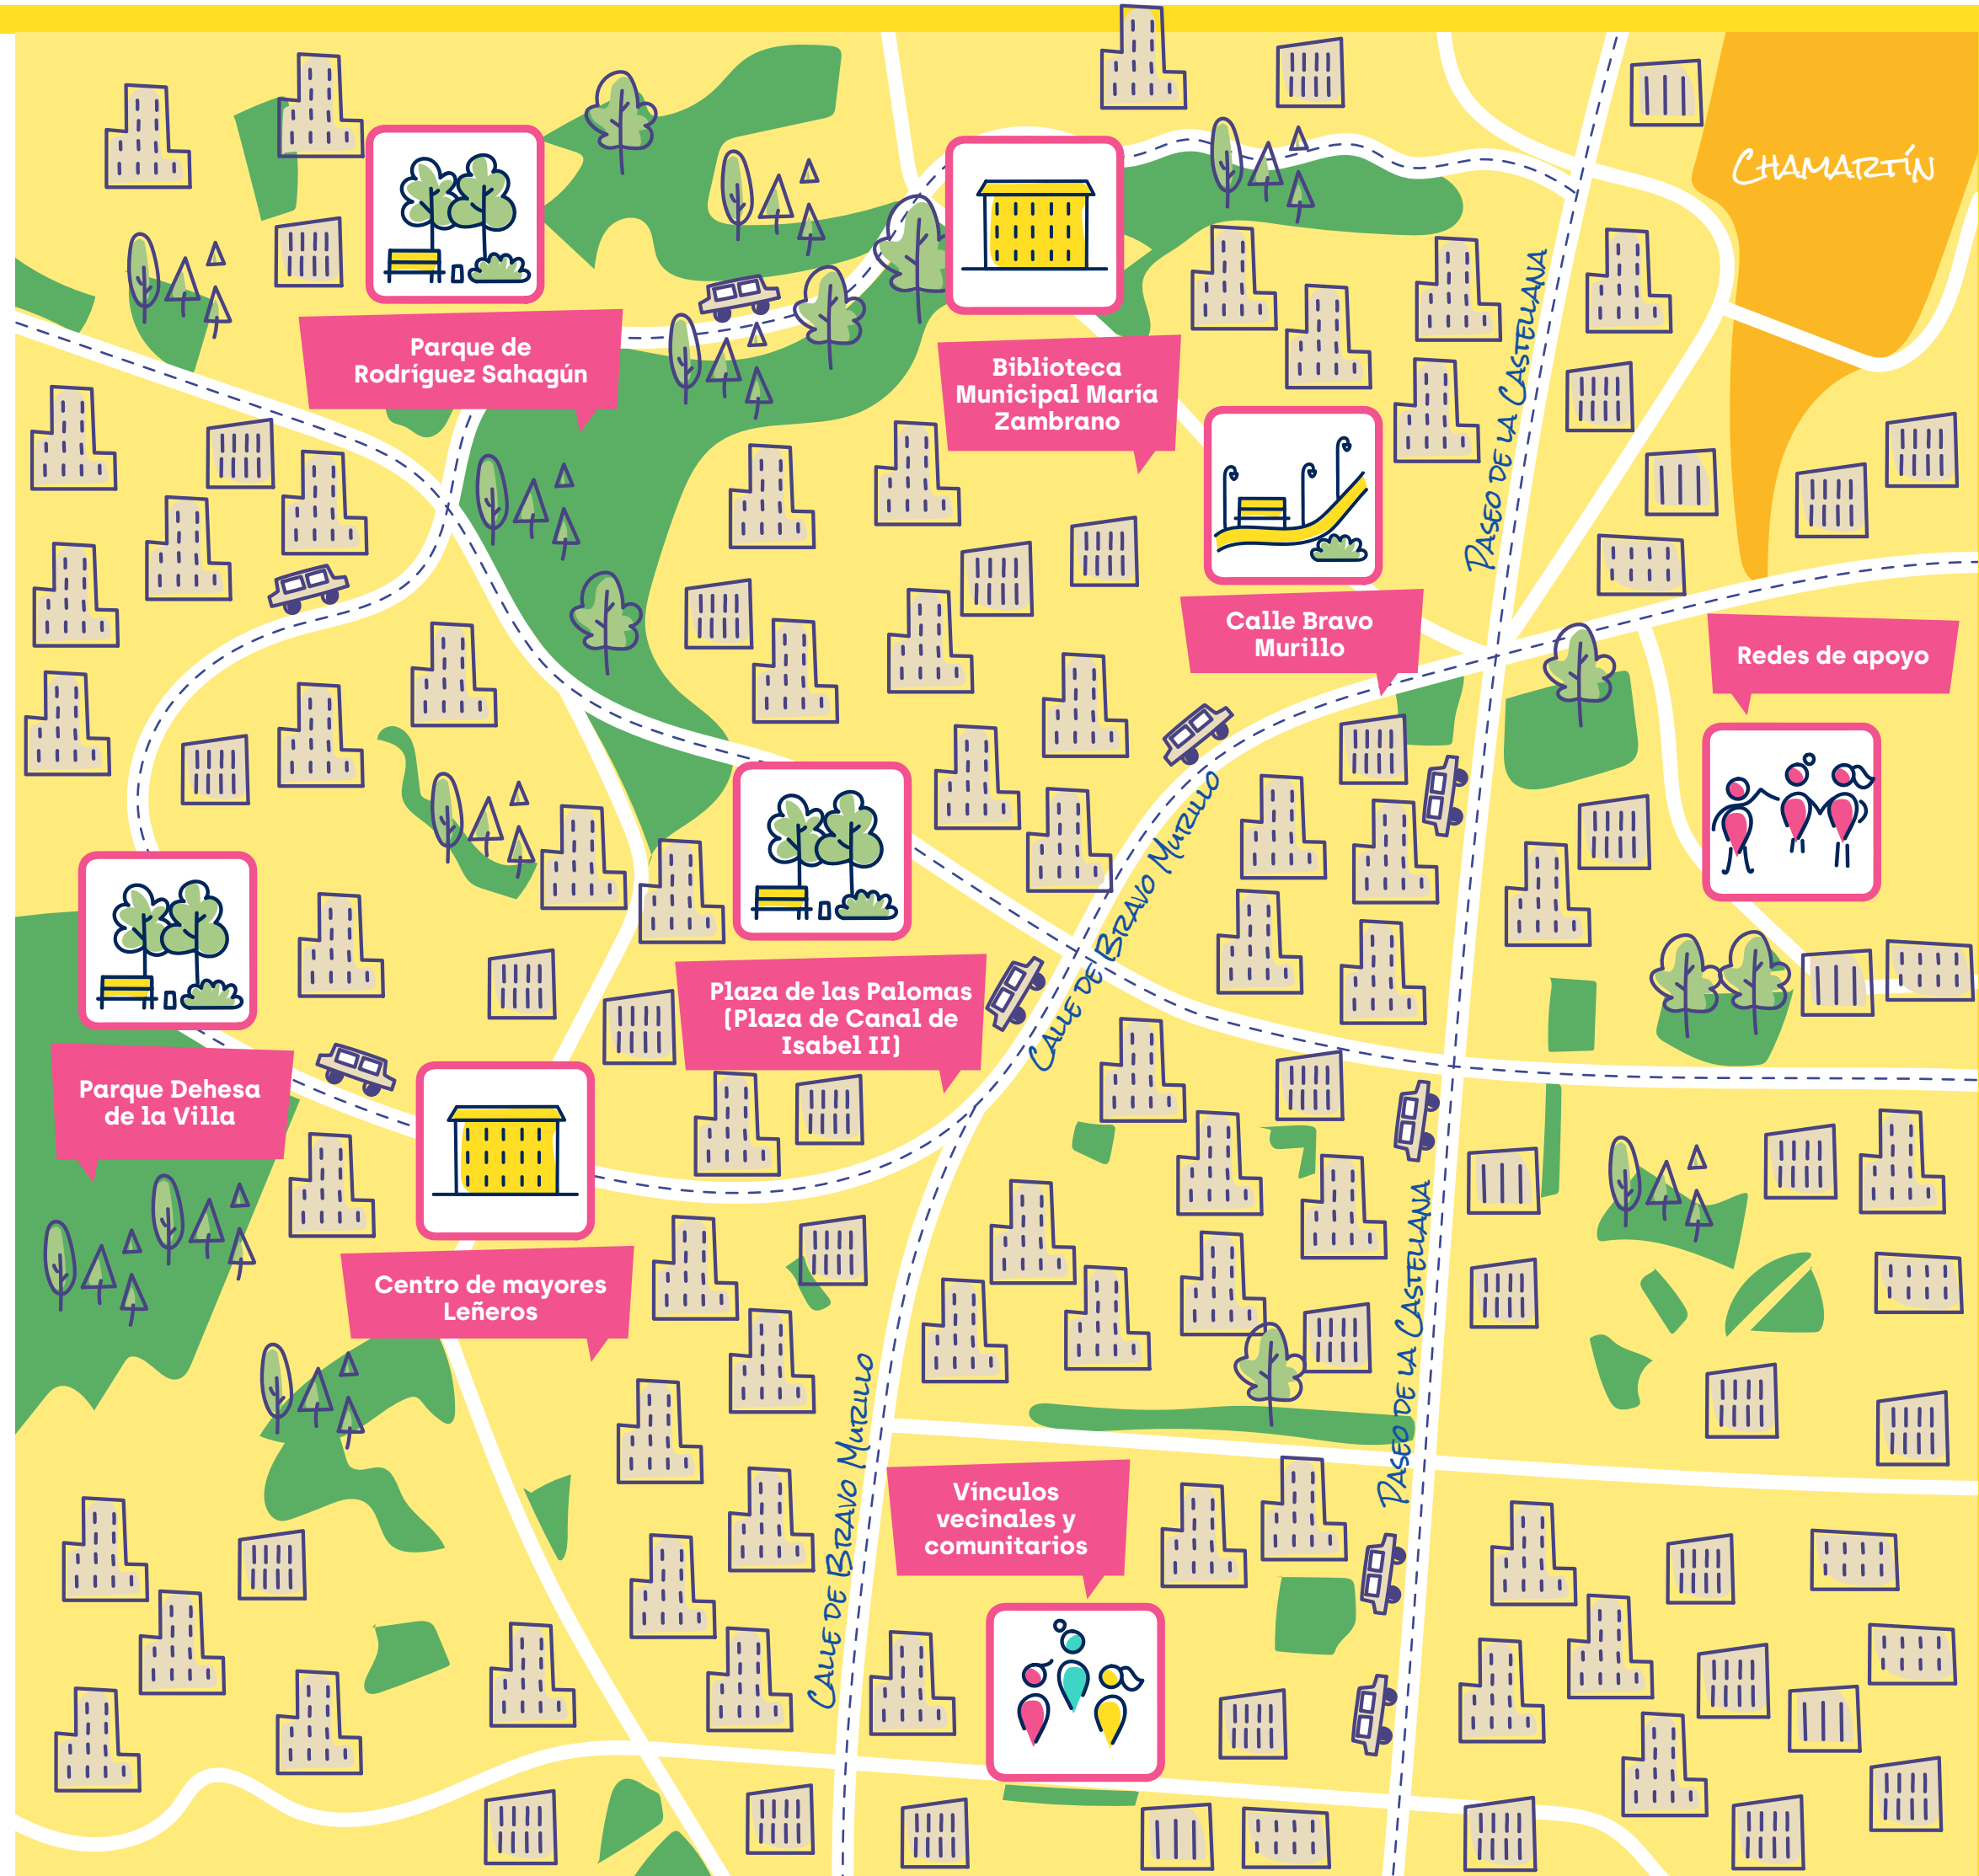 CHAMARTÍN
Parque de
Rodríguez Sahagún
Biblioteca
Municipal María
Zambrano
PASEO DE LA CASTELLANA
Calle Bravo
Murillo
Redes de apoyo
CALLE DE BRAVO MURILLO
Plaza de las Palomas
(Plaza de Canal de
Isabel II)
Parque Dehesa
de la Villa
Centro de mayores
Leñeros
PASEO DE LA CASTELLANA
CALLE DE BRAVO MURILLO
Vínculos
vecinales y
comunitarios